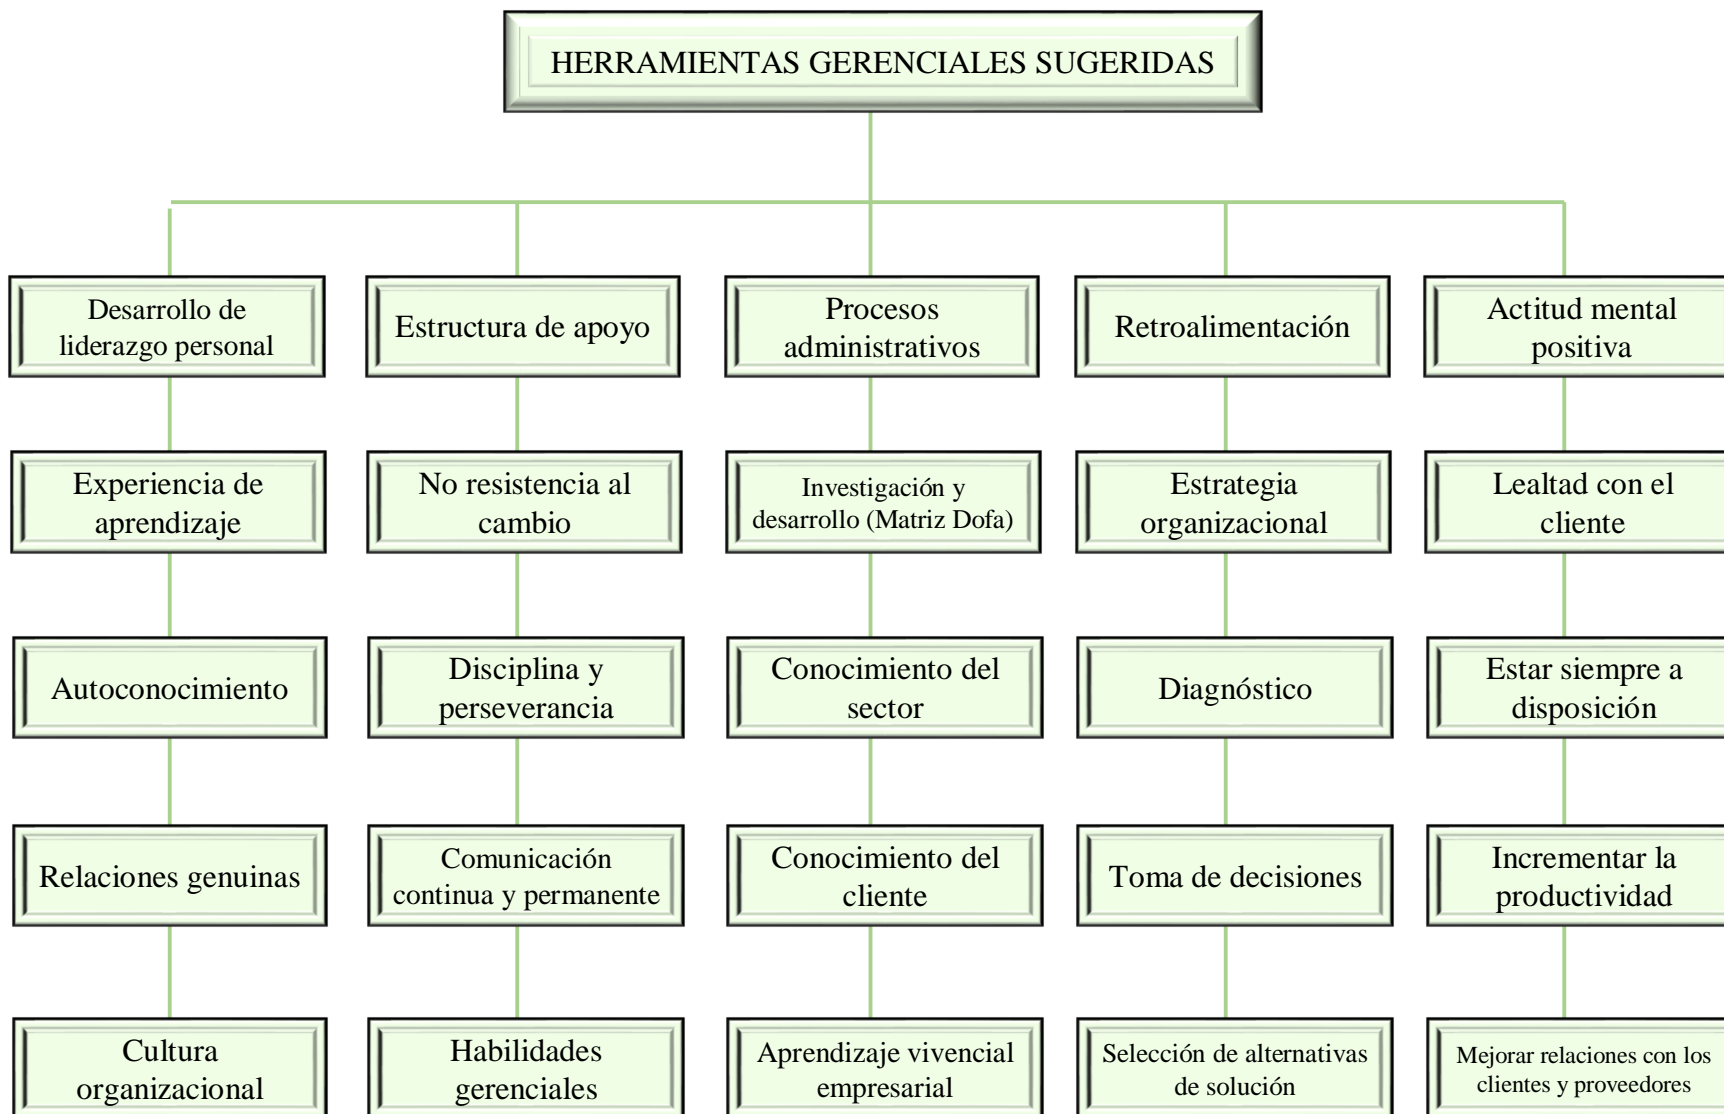 HERRAMIENTAS GERENCIALES SUGERIDAS
Desarrollo de
liderazgo personal
Estructura de apoyo
Procesos
administrativos
Retroalimentación
Actitud mental
positiva
Experiencia de
aprendizaje
No resistencia al
cambio
Investigación y
desarrollo (Matriz Dofa)
Estrategia
organizacional
Lealtad con el
cliente
Autoconocimiento
Disciplina y
perseverancia
Conocimiento del
sector
Diagnóstico
Estar siempre a
disposición
Relaciones genuinas
Comunicación
continua y permanente
Conocimiento del
cliente
Toma de decisiones
Incrementar la
productividad
Cultura
organizacional
Habilidades
gerenciales
Aprendizaje vivencial
empresarial
Selección de alternativas
de solución
Mejorar relaciones con los
clientes y proveedores